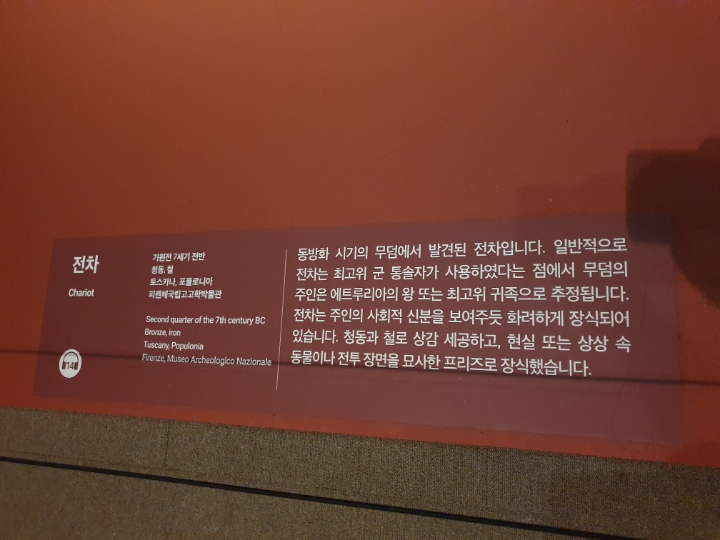 전차
Chariot
기원전 7세기 전반
청동, 철
토스카나, 포풀로니아
피렌체국립고고학박물관
Second quarter of the 7th century BC
Bronze, iron
Tuscany, Populonia
Firenze, Museo Archeologico Nazionale
14
동방화 시기의 무덤에서 발견된 전차입니다. 일반적으로
전차는 최고위 군 통솔자가 사용하였다는 점에서 무덤의
주인은 에트루리아의 왕 또는 최고위 귀족으로 추정됩니다.
전차는 주인의 사회적 신분을 보여주듯 화려하게 장식되어
있습니다. 청동과 철로 상감 세공하고, 현실 또는 상상 속
동물이나 전투 장면을 묘사한 프리즈로 장식했습니다.